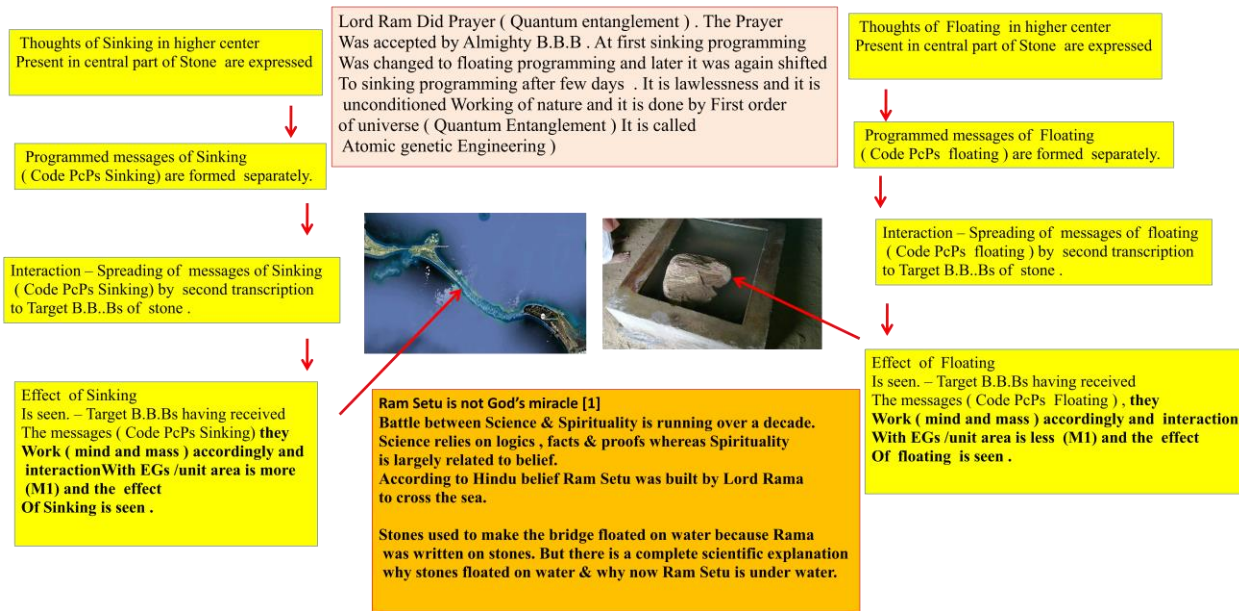 Thoughts of Sinking in higher center
Present in central part of Stone are expressed
Programmed messages of Sinking
( Code PcPs Sinking) are formed separately.
Interaction – Spreading of messages of Sinking
( Code PcPs Sinking) by second transcription
to Target B.B..Bs of stone .
Effect of Sinking
Is seen. – Target B.B.Bs having received
The messages ( Code PcPs Sinking) they
Work ( mind and mass ) accordingly and
interactionWith EGs /unit area is more
(M1) and the effect
Of Sinking is seen .
Lord Ram Did Prayer ( Quantum entanglement ) . The Prayer
Was accepted by Almighty B.B.B . At first sinking programming
Was changed to floating programming and later it was again shifted
To sinking programming after few days . It is lawlessness and it is
unconditioned Working of nature and it is done by First order
of universe ( Quantum Entanglement ) It is called
Atomic genetic Engineering )
Ram Setu is not God's miracle [1]
Battle between Science & Spirituality is running over a decade.
Science relies on logics , facts & proofs whereas Spirituality
is largely related to belief.
According to Hindu belief Ram Setu was built by Lord Rama
to cross the sea.
Stones used to make the bridge floated on water because Rama
was written on stones. But there is a complete scientific explanation
why stones floated on water & why now Ram Setu is under water.
Thoughts of Floating in higher center
Present in central part of Stone are expressed
Programmed messages of Floating
( Code PcPs floating ) are formed separately.
Interaction – Spreading of messages of floating
( Code PcPs floating ) by second transcription
to Target B.B..Bs of stone .
Effect of Floating
Is seen. – Target B.B.Bs having received
The messages ( Code PcPs Floating ) , they
Work ( mind and mass ) accordingly and interaction
With EGs /unit area is less (M1) and the effect
Of floating is seen .